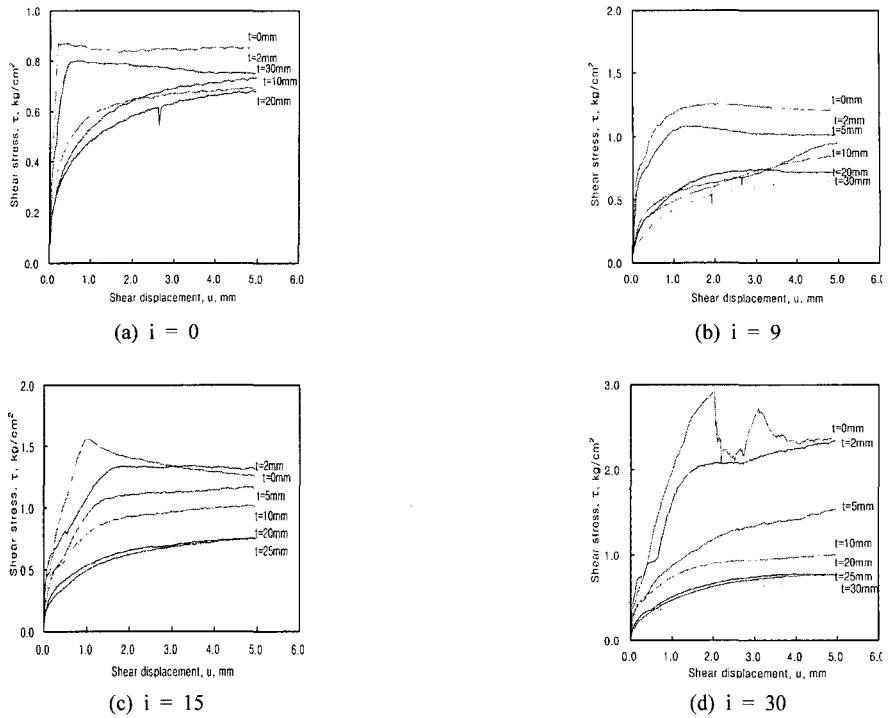 Shear stress, τ, kg/cm²
1.0
0.8
0.6
0.4
0.2
0.0
t=0mm
t=2mm
t=30mm
t=10mm
t=20mm
0.0 1.0 2.0 3.0 4.0 5.0 6.0
Shear displacement, u, mm
(a) i = 0
Shear stress, τ, kg/cm²
2.0
1.5
1.0
0.5
0.0
t=0mm
t=2mm
t=5mm
t=10mm
t=20mm
t=30mm
0.0 1.0 2.0 3.0 4.0 5.0 6.0
Shear displacement, u, mm
(b) i = 9
Shear stress, τ, kg/cm²
2.0
1.5
1.0
0.5
0.0
t=2mm
t=0mm
t=5mm
t=10mm
t=20mm
t=25mm
0.0 1.0 2.0 3.0 4.0 5.0 6.0
Shear displacement, u, mm
(c) i = 15
Shear stress, τ, kg/cm²
3.0
2.0
1.0
0.0
t=0mm
t=2mm
t=5mm
t=10mm
t=20mm
t=25mm
t=30mm
0.0 1.0 2.0 3.0 4.0 5.0 6.0
Shear displacement, u, mm
(d) i = 30